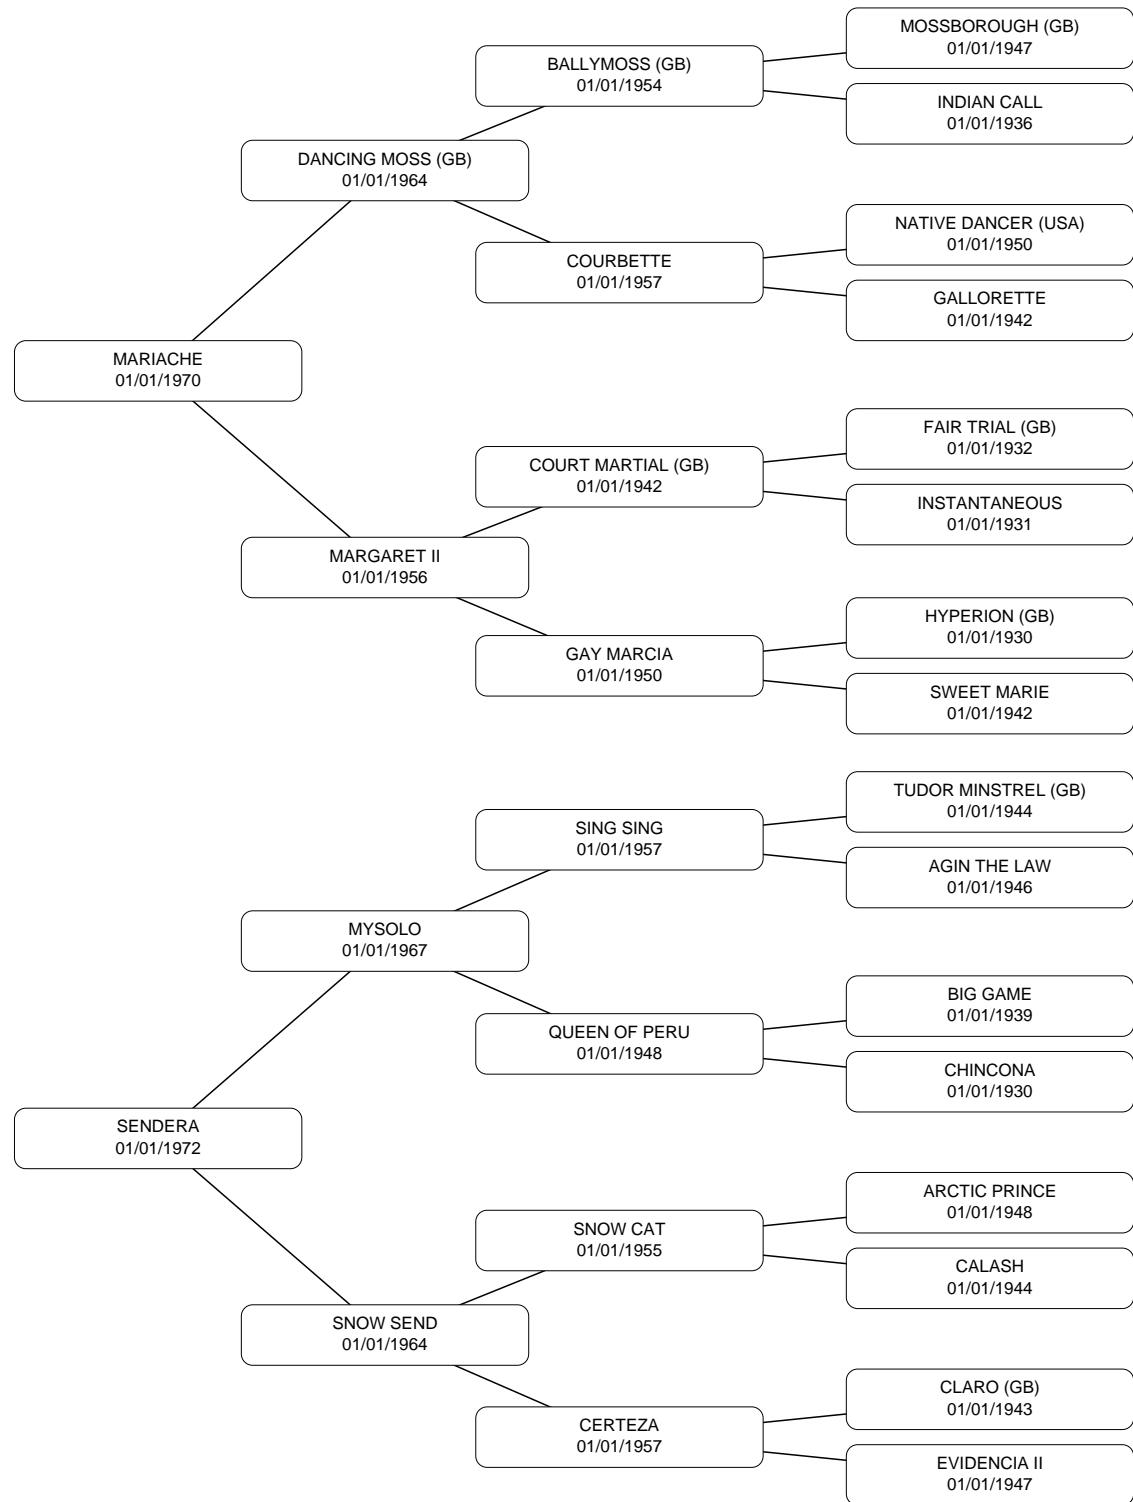 MOSSBOROUGH (GB)
01/01/1947
BALLYMOSS (GB)
01/01/1954
INDIAN CALL
01/01/1936
DANCING MOSS (GB)
01/01/1964
NATIVE DANCER (USA)
01/01/1950
COURBETTE
01/01/1957
GALLORETTE
01/01/1942
MARIACHE
01/01/1970
FAIR TRIAL (GB)
01/01/1932
COURT MARTIAL (GB)
01/01/1942
INSTANTANEOUS
01/01/1931
MARGARET II
01/01/1956
HYPERION (GB)
01/01/1930
GAY MARCIA
01/01/1950
SWEET MARIE
01/01/1942
TUDOR MINSTREL (GB)
01/01/1944
SING SING
01/01/1957
AGIN THE LAW
01/01/1946
MYSOLO
01/01/1967
BIG GAME
01/01/1939
QUEEN OF PERU
01/01/1948
CHINCONA
01/01/1930
SENDERA
01/01/1972
ARCTIC PRINCE
01/01/1948
SNOW CAT
01/01/1955
CALASH
01/01/1944
SNOW SEND
01/01/1964
CLARO (GB)
01/01/1943
CERTEZA
01/01/1957
EVIDENCIA II
01/01/1947